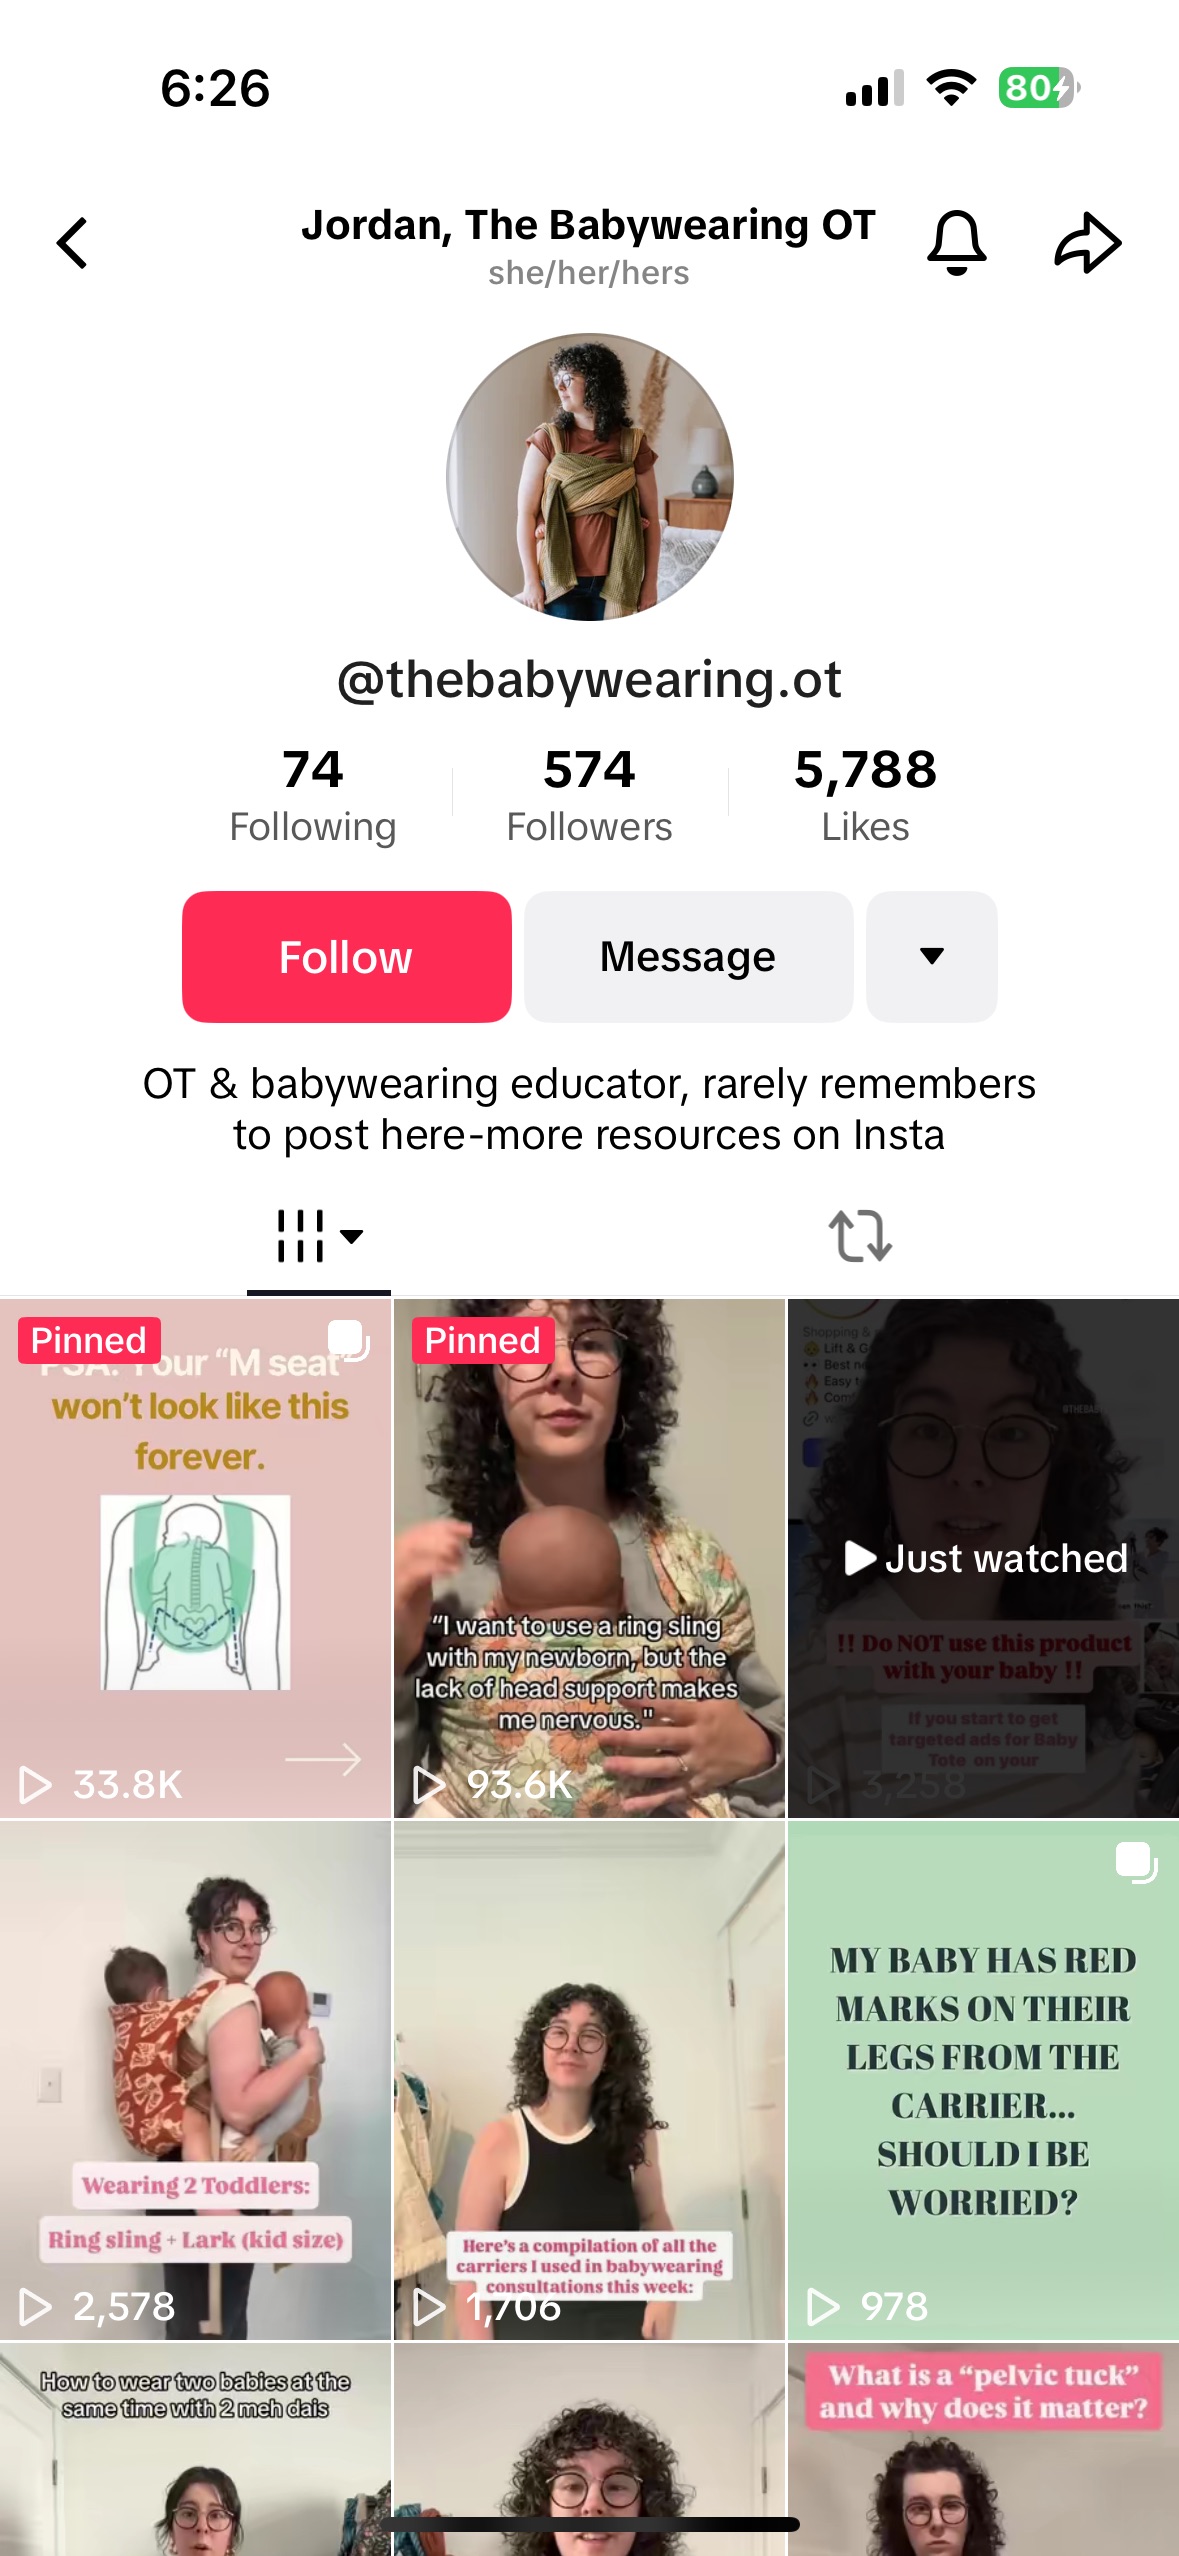 6:26
80
Jordan, The Babywearing OT
she/her/hers
@thebabywearing.ot
74
Following
574
Followers
5,788
Likes
Follow
Message
OT & babywearing educator, rarely remembers
to post here-more resources on Insta
Pinned
PSA: Your “M seat”
won’t look like this
forever.
33.8K
Pinned
“I want to use a ring sling
with my newborn, but the
lack of head support makes
me nervous."
93.6K
Shopping &
Lift &
Best
Easy
Just watched
!! Do NOT use this product
with your baby !!
If you start to get
targeted ads for Baby
Tote on your
3,258
Wearing 2 Toddlers:
Ring sling + Lark (kid size)
2,578
Here’s a compilation of all the
carriers I used in babywearing
consultations this week:
1,706
MY BABY HAS RED
MARKS ON THEIR
LEGS FROM THE
CARRIER...
SHOULD I BE
WORRIED?
978
How to wear two babies at the
same time with 2 meh dais
What is a “pelvic tuck”
and why does it matter?